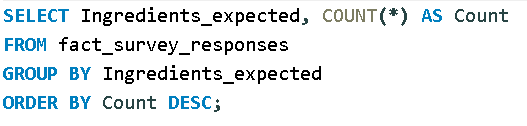 SELECT Ingredients_expected, COUNT(*) AS Count
FROM fact_survey_responses
GROUP BY Ingredients_expected
ORDER BY Count DESC;